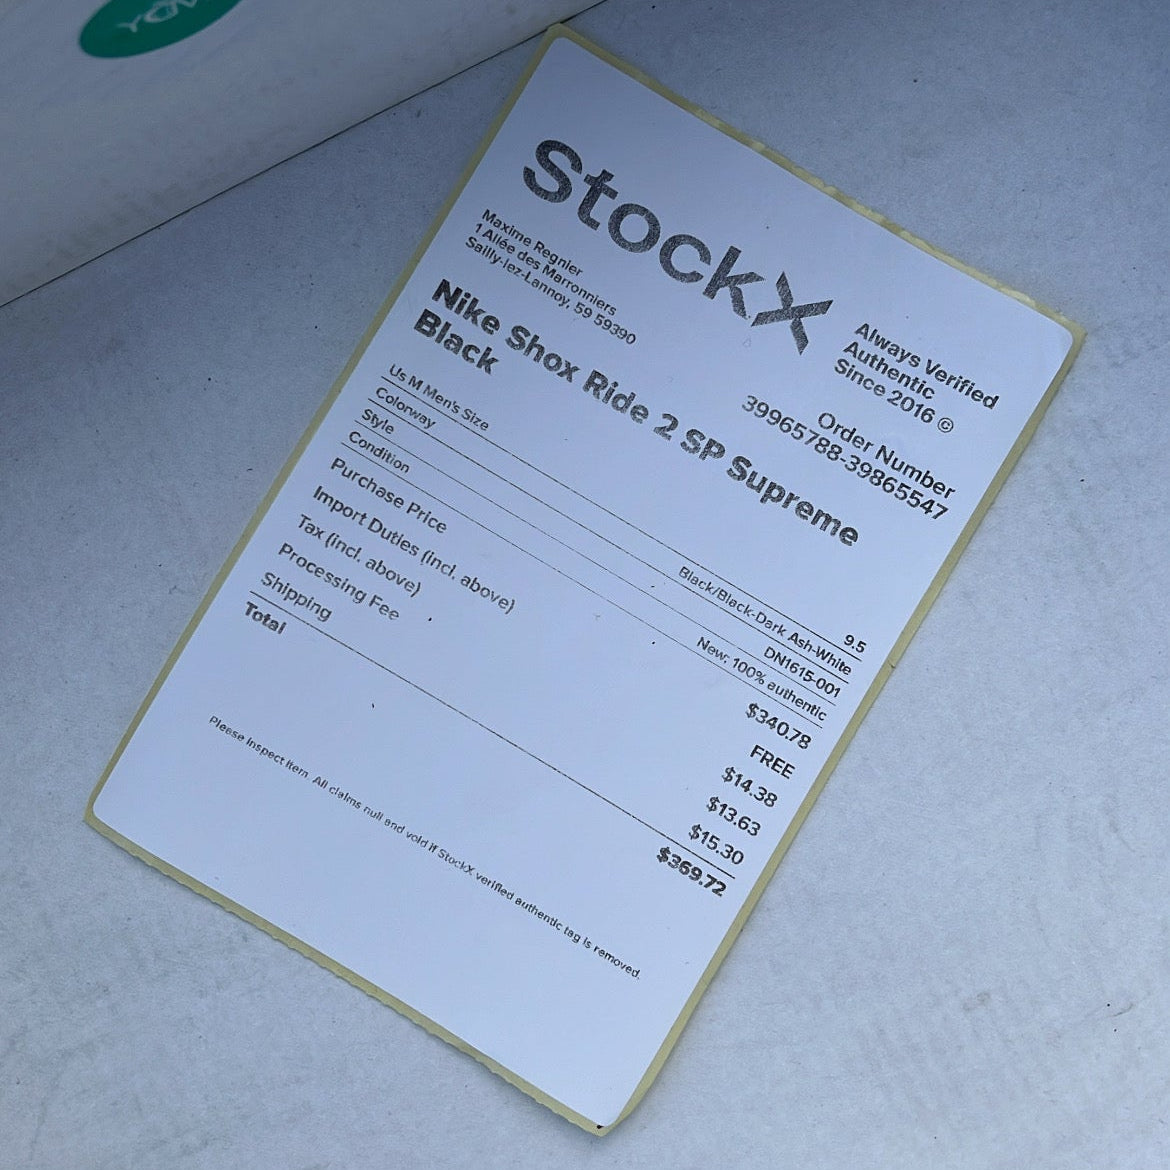 StockX
Always Verified
Authentic
Since 2016 ©
Maxime Regnier
1 Allée des Marronniers
Sailly-lez-Lannoy, 59 59390
Order Number
39965788-39865547
Nike Shox Ride 2 SP Supreme
Black
Us M Men's Size 9.5
Colorway Black/Black-Dark Ash-White
Style DN1615-001
Condition New; 100% authentic
Purchase Price $340.78
Import Duties (incl. above) FREE
Tax (incl. above) $14.38
Processing Fee $13.63
Shipping $15.30
Total $369.72
Please inspect item. All claims null and void if StockX verified authentic tag is removed.